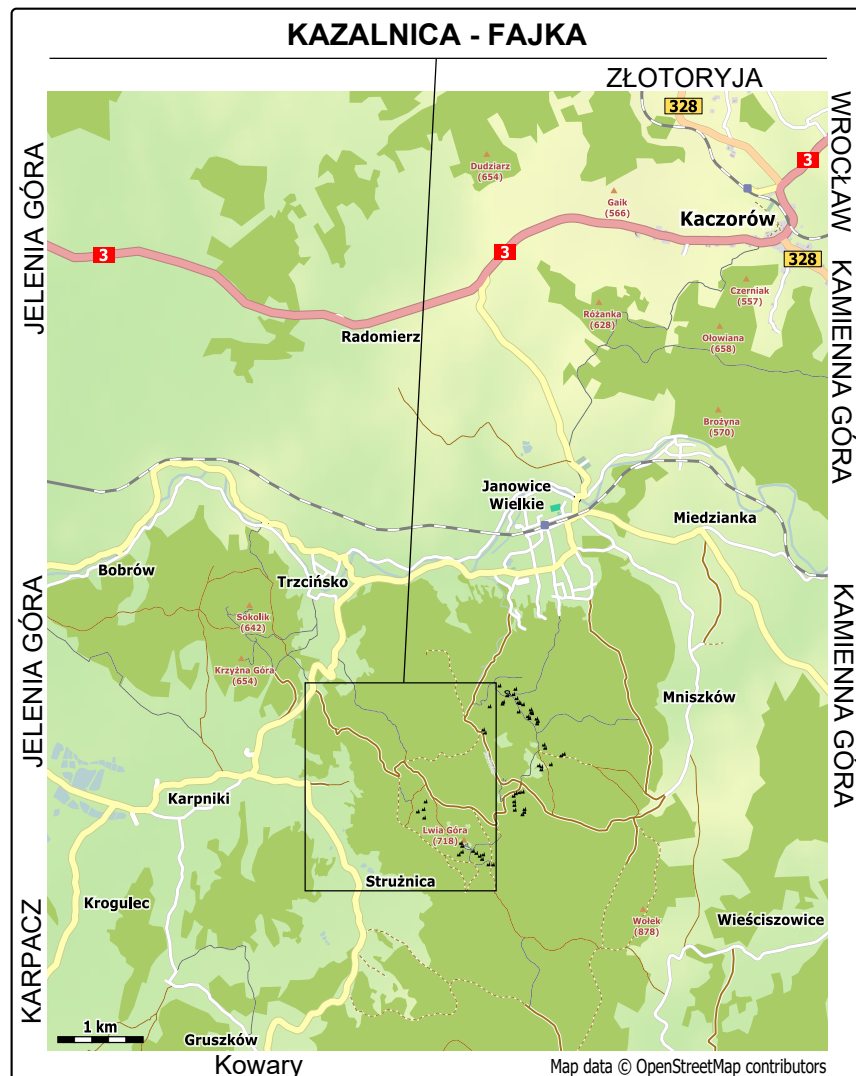 KAZALNICA - FAJKA
ZŁOTORYJA
328
WROCŁAW
3
Dudziarz
(654)
Gaik
(566)
Kaczorów
JELENIA GÓRA
3
3
328
KAMIENNA GÓRA
Czerniak
(557)
Różanka
(628)
Ołowiana
(658)
Radomierz
Brożyna
(570)
Janowice
Wielkie
Miedzianka
Bobrów
Trzcińsko
JELENIA GÓRA
Sokolik
(642)
Krzyżna Góra
(654)
KAMIENNA GÓRA
Mniszków
Karpniki
Lwia Góra
(718)
Strużnica
KARPACZ
Krogulec
Wołek
(878)
Wieściszowice
1 km
Gruszków
Kowary
Map data © OpenStreetMap contributors